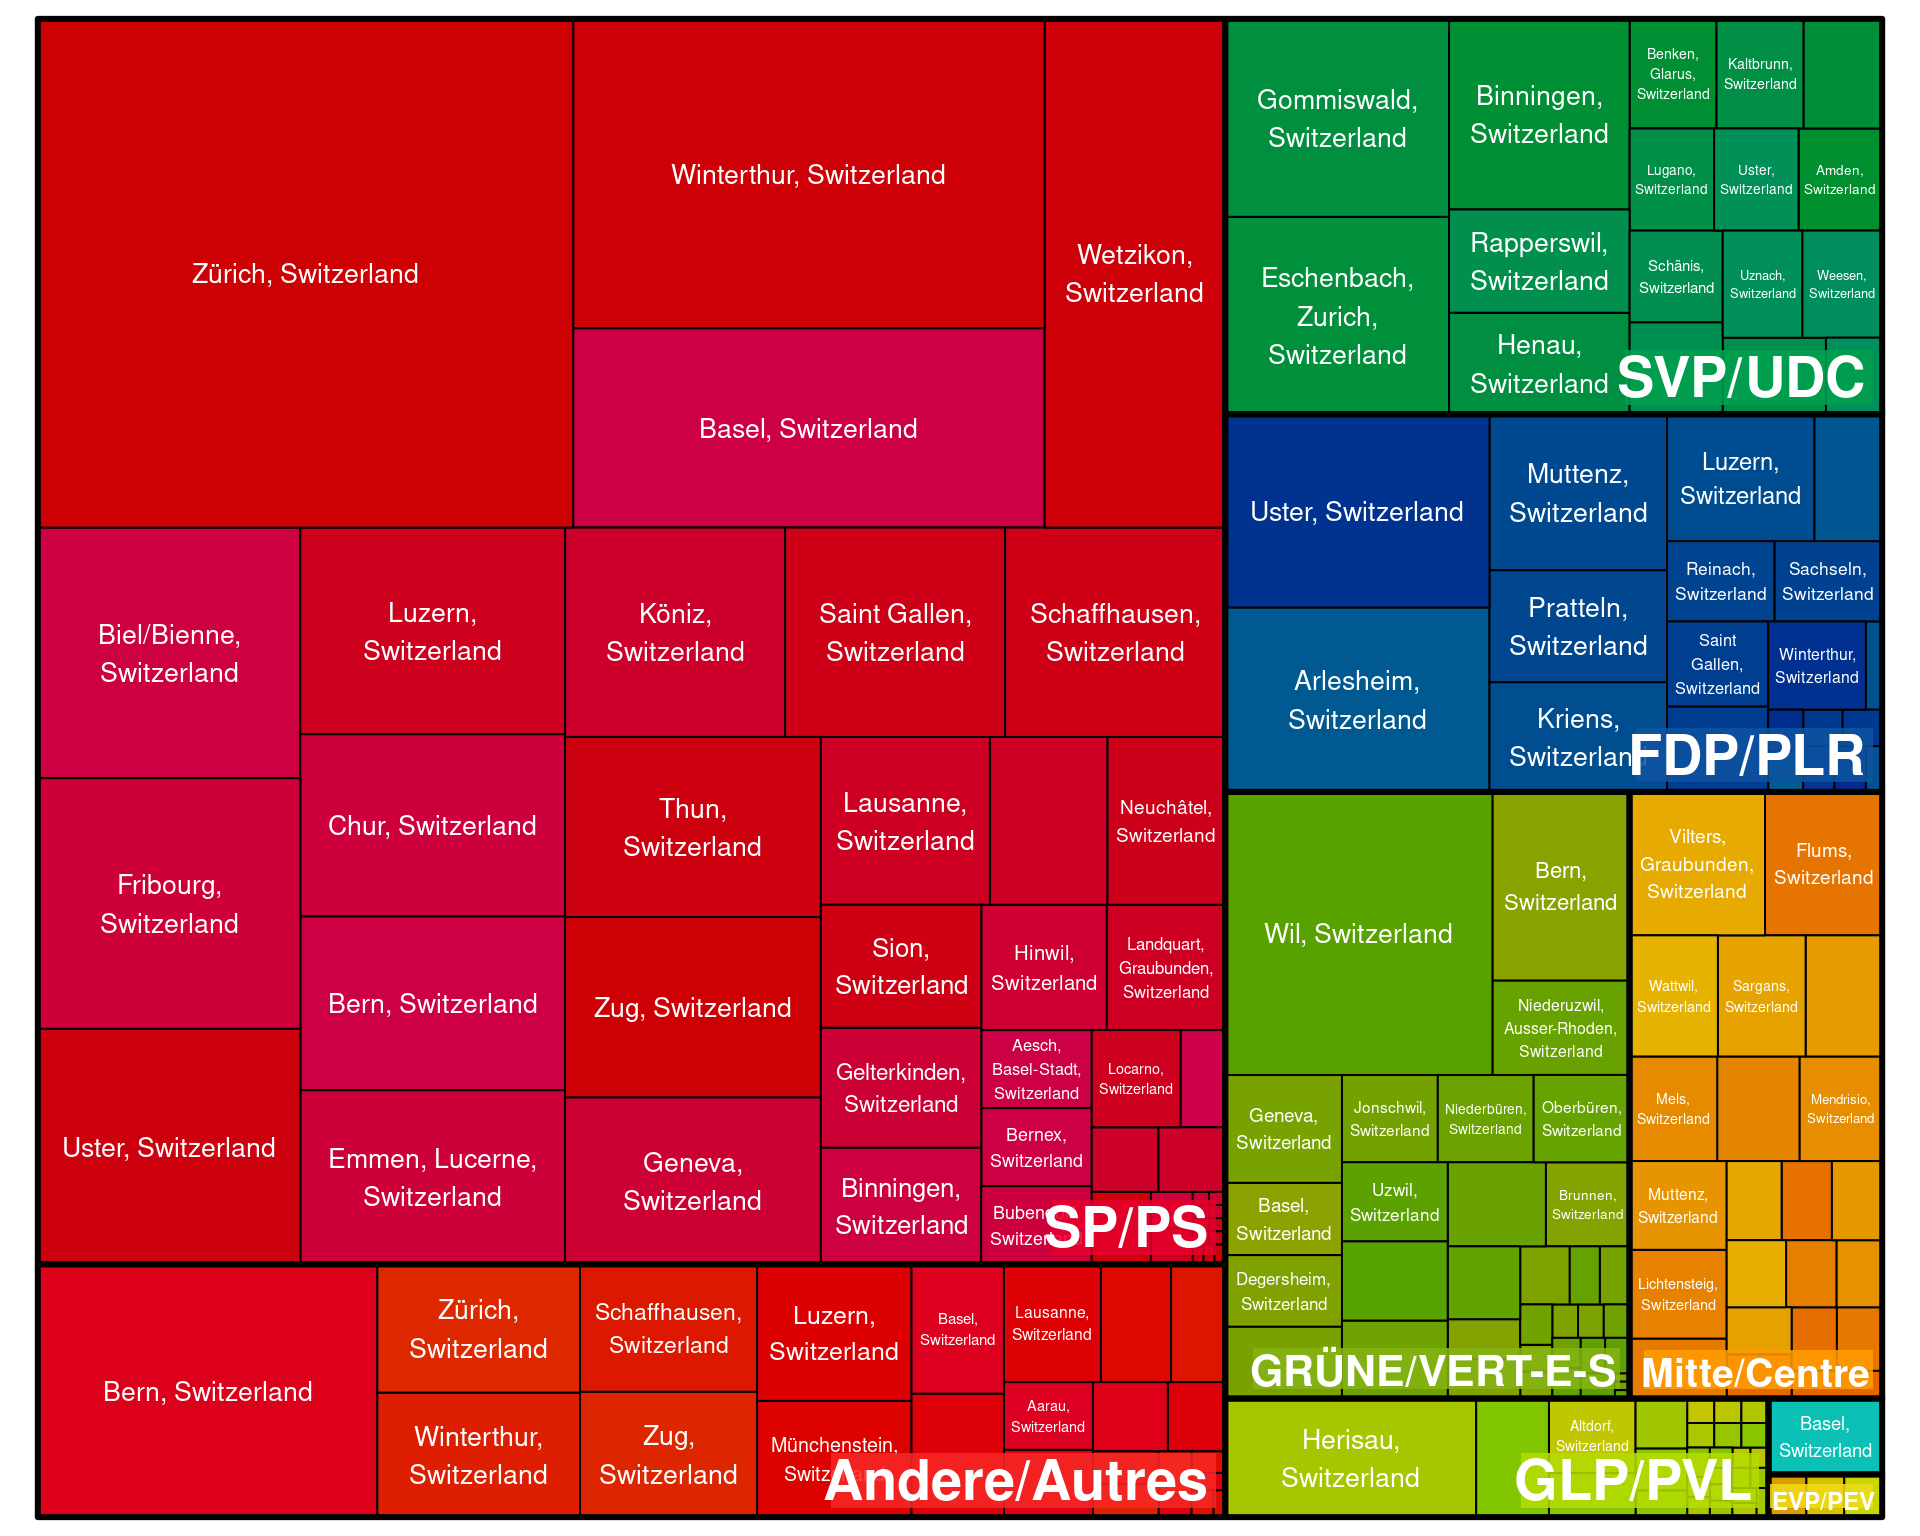 Zürich, Switzerland
Winterthur, Switzerland
Wetzikon,
Switzerland
Basel, Switzerland
Biel/Bienne,
Switzerland
Luzern,
Switzerland
Köniz,
Switzerland
Saint Gallen,
Switzerland
Schaffhausen,
Switzerland
Fribourg,
Switzerland
Chur, Switzerland
Thun,
Switzerland
Lausanne,
Switzerland
Neuchâtel,
Switzerland
Bern, Switzerland
Zug, Switzerland
Sion,
Switzerland
Hinwil,
Switzerland
Landquart,
Graubunden,
Switzerland
Uster, Switzerland
Emmen, Lucerne,
Switzerland
Geneva,
Switzerland
Gelterkinden,
Switzerland
Aesch,
Basel-Stadt,
Switzerland
Locarno,
Switzerland
Binningen,
Switzerland
Bernex,
Switzerland
SP/PS
Bern, Switzerland
Zürich,
Switzerland
Schaffhausen,
Switzerland
Luzern,
Switzerland
Basel,
Switzerland
Lausanne,
Switzerland
Winterthur,
Switzerland
Zug,
Switzerland
Münchenstein,
Aarau,
Switzerland
Andere/Autres
Gommiswald,
Switzerland
Binningen,
Switzerland
Benken,
Glarus,
Switzerland
Kaltbrunn,
Switzerland
Lugano,
Switzerland
Uster,
Switzerland
Amden,
Switzerland
Eschenbach,
Zurich,
Switzerland
Rapperswil,
Switzerland
Schänis,
Switzerland
Uznach,
Switzerland
Weesen,
Switzerland
Henau,
Switzerland
SVP/UDC
Uster, Switzerland
Muttenz,
Switzerland
Luzern,
Switzerland
Reinach,
Switzerland
Sachseln,
Switzerland
Arlesheim,
Switzerland
Pratteln,
Switzerland
Saint
Gallen,
Switzerland
Winterthur,
Switzerland
Kriens,
Switzerland
FDP/PLR
Wil, Switzerland
Bern,
Switzerland
Niederuzwil,
Ausser-Rhoden,
Switzerland
Geneva,
Switzerland
Jonschwil,
Switzerland
Niederbüren,
Switzerland
Oberbüren,
Switzerland
Basel,
Switzerland
Uzwil,
Switzerland
Brunnen,
Switzerland
Degersheim,
Switzerland
GRÜNE/VERT-E-S
Vilters,
Graubunden,
Switzerland
Flums,
Switzerland
Wattwil,
Switzerland
Sargans,
Switzerland
Mels,
Switzerland
Mendrisio,
Switzerland
Muttenz,
Switzerland
Lichtensteig,
Switzerland
Mitte/Centre
Herisau,
Switzerland
Altdorf,
Switzerland
GLP/PVL
Basel,
Switzerland
EVP/PEV